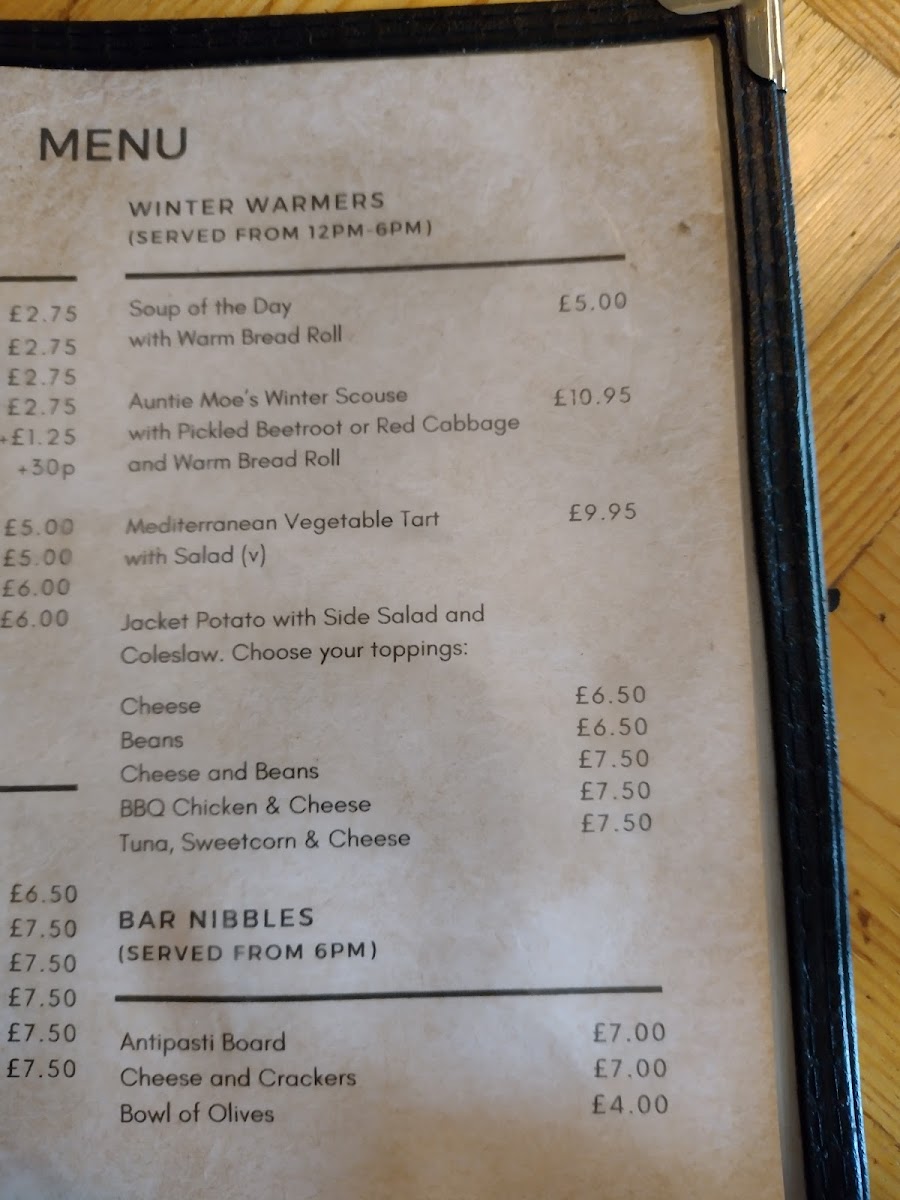 MENU
£2.75
£2.75
£2.75
£2.75
+£1.25
+30p
£5.00
£5.00
£6.00
£6.00
£6.50
£7.50
£7.50
£7.50
£7.50
£7.50
WINTER WARMERS
(SERVED FROM 12PM-6PM)
Soup of the Day £5.00
with Warm Bread Roll
Auntie Moe's Winter Scouse £10.95
with Pickled Beetroot or Red Cabbage
and Warm Bread Roll
Mediterranean Vegetable Tart £9.95
with Salad (v)
Jacket Potato with Side Salad and
Coleslaw. Choose your toppings:
Cheese £6.50
Beans £6.50
Cheese and Beans £7.50
BBQ Chicken & Cheese £7.50
Tuna, Sweetcorn & Cheese £7.50
BAR NIBBLES
(SERVED FROM 6PM)
Antipasti Board £7.00
Cheese and Crackers £7.00
Bowl of Olives £4.00